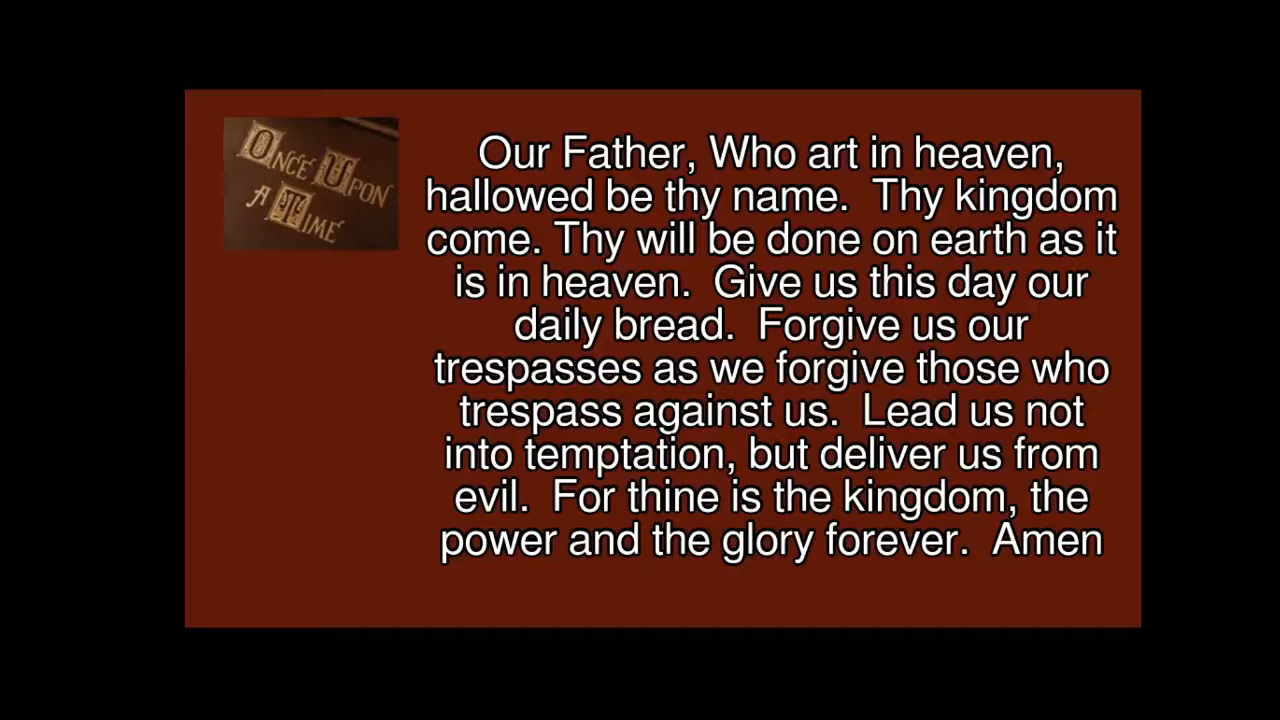 Once Upon
A Time
Our Father, Who art in heaven,
hallowed be thy name.  Thy kingdom
come. Thy will be done on earth as it
is in heaven.  Give us this day our
daily bread.  Forgive us our
trespasses as we forgive those who
trespass against us.  Lead us not
into temptation, but deliver us from
evil.  For thine is the kingdom, the
power and the glory forever.  Amen